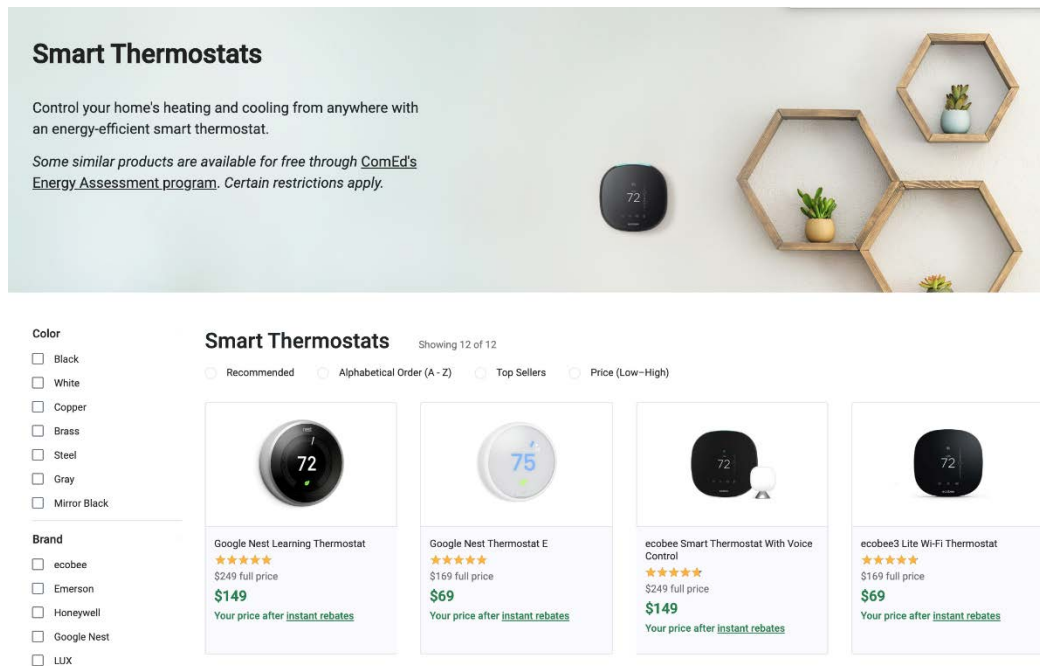 Smart Thermostats
Control your home's heating and cooling from anywhere with
an energy-efficient smart thermostat.
Some similar products are available for free through ComEd's
Energy Assessment program. Certain restrictions apply.
72
Color
Black
White
Copper
Brass
Steel
Gray
Mirror Black
Brand
ecobee
Emerson
Honeywell
Google Nest
LUX
Smart Thermostats
Showing 12 of 12
Recommended
Alphabetical Order (A - Z)
Top Sellers
Price (Low–High)
72
Google Nest Learning Thermostat
$249 full price
$149
Your price after instant rebates
75
Google Nest Thermostat E
$169 full price
$69
Your price after instant rebates
72
ecobee Smart Thermostat With Voice
Control
$249 full price
$149
Your price after instant rebates
72
ecobee
ecobee3 Lite Wi-Fi Thermostat
$169 full price
$69
Your price after instant rebates